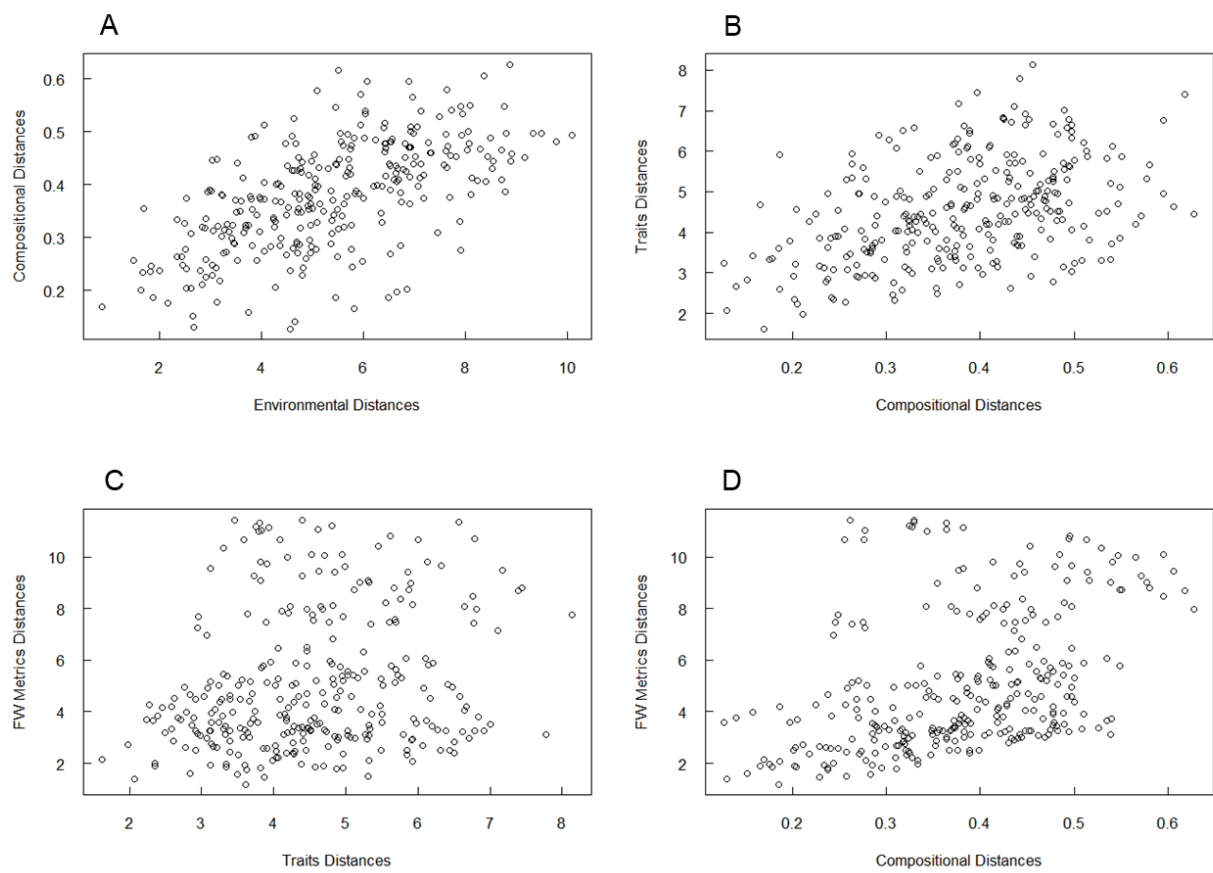 A
Compositional Distances
0.6
0.5
0.4
0.3
0.2
2 4 6 8 10
Environmental Distances
B
Traits Distances
8
7
6
5
4
3
2
0.2 0.3 0.4 0.5 0.6
Compositional Distances
C
FW Metrics Distances
10
8
6
4
2
2 3 4 5 6 7 8
Traits Distances
D
FW Metrics Distances
10
8
6
4
2
0.2 0.3 0.4 0.5 0.6
Compositional Distances